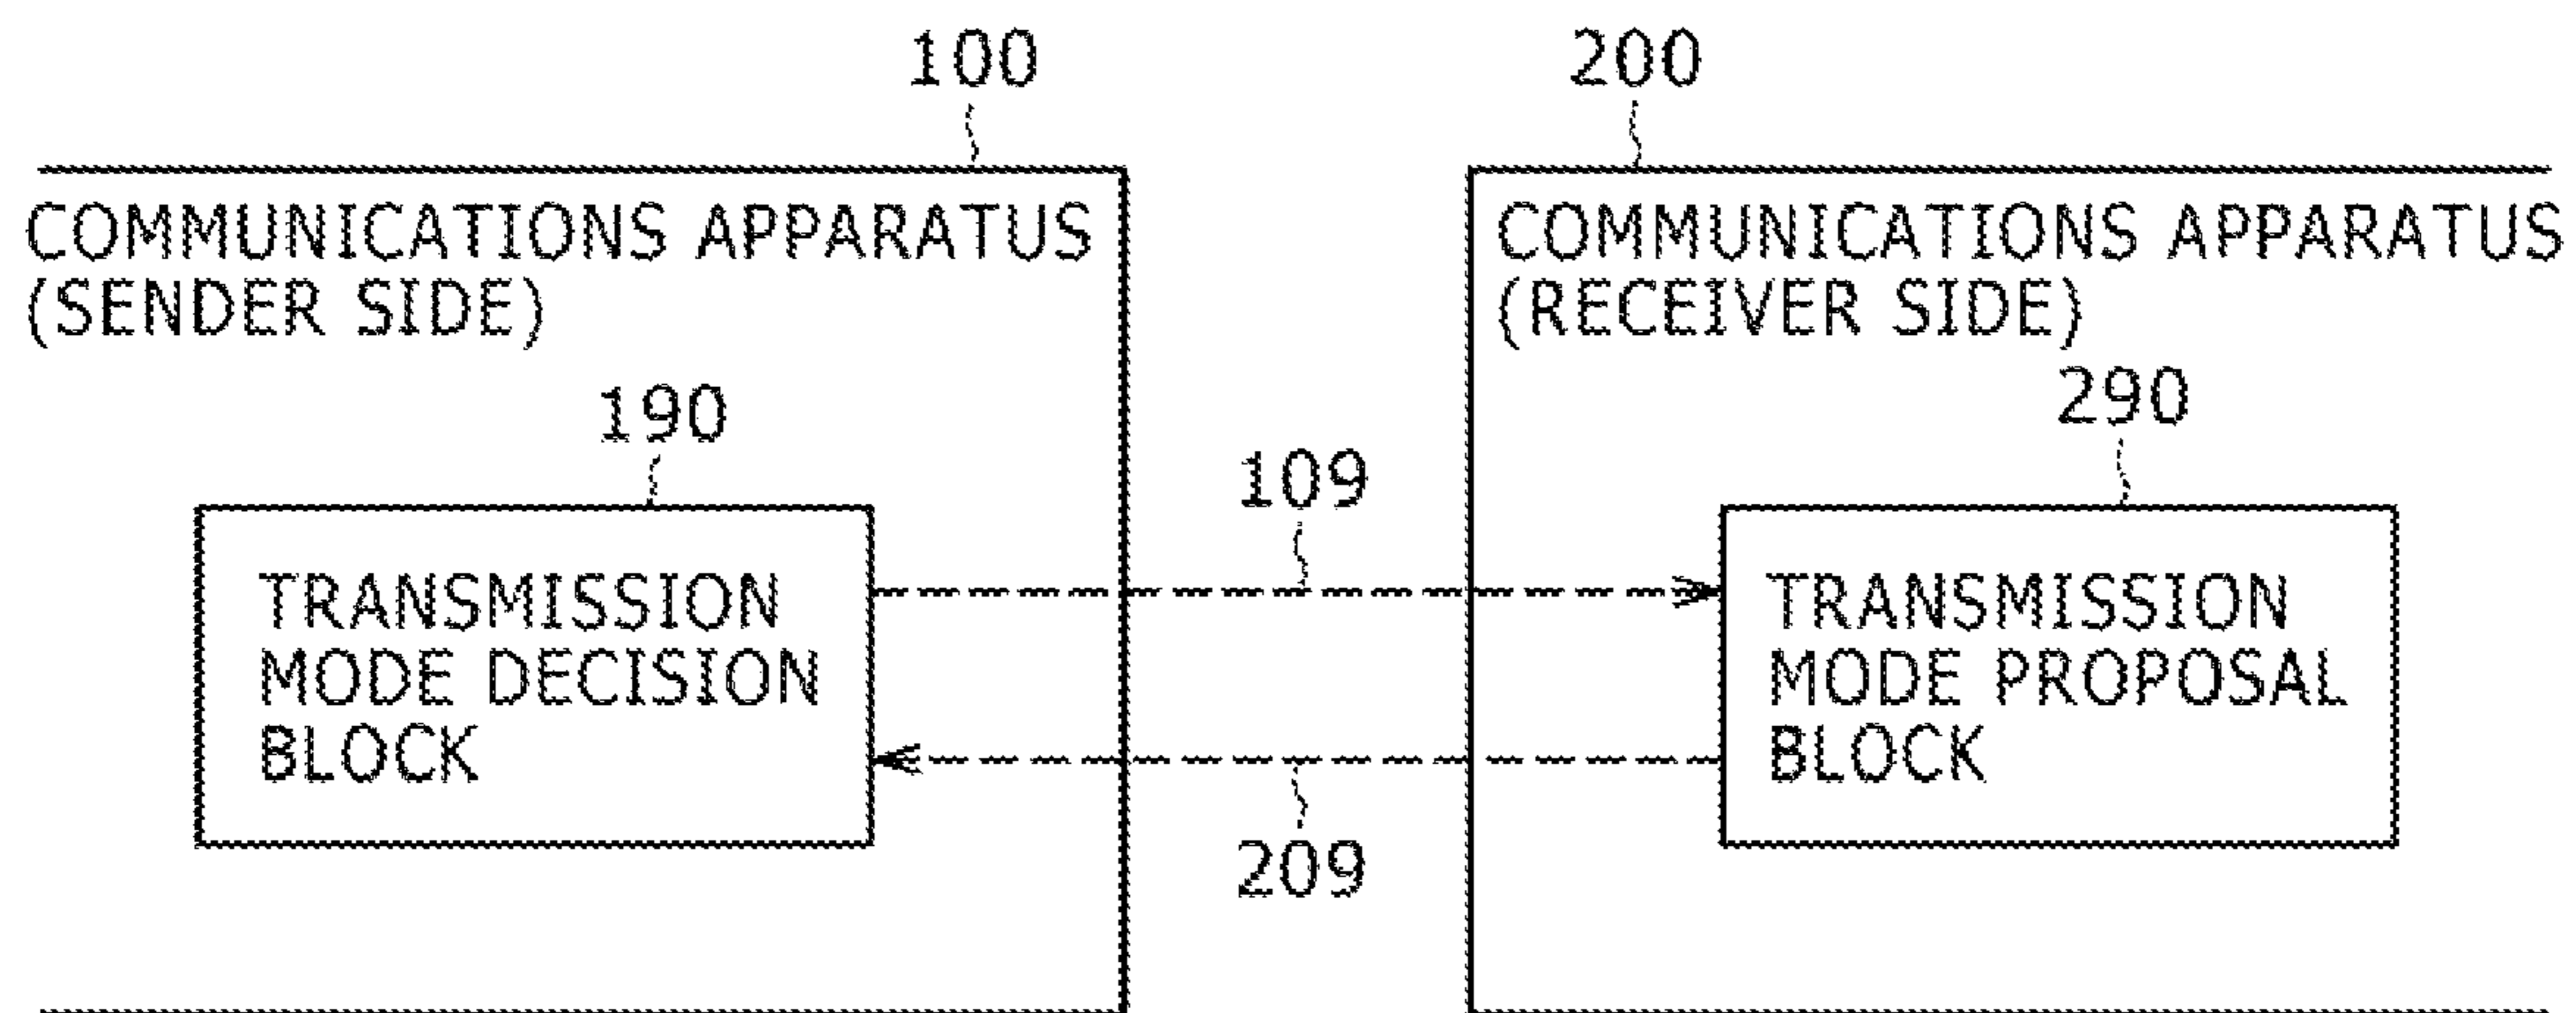 100
200
COMMUNICATIONS APPARATUS
(SENDER SIDE)
COMMUNICATIONS APPARATUS
(RECEIVER SIDE)
190
290
109
TRANSMISSION
MODE DECISION
BLOCK
TRANSMISSION
MODE PROPOSAL
BLOCK
209